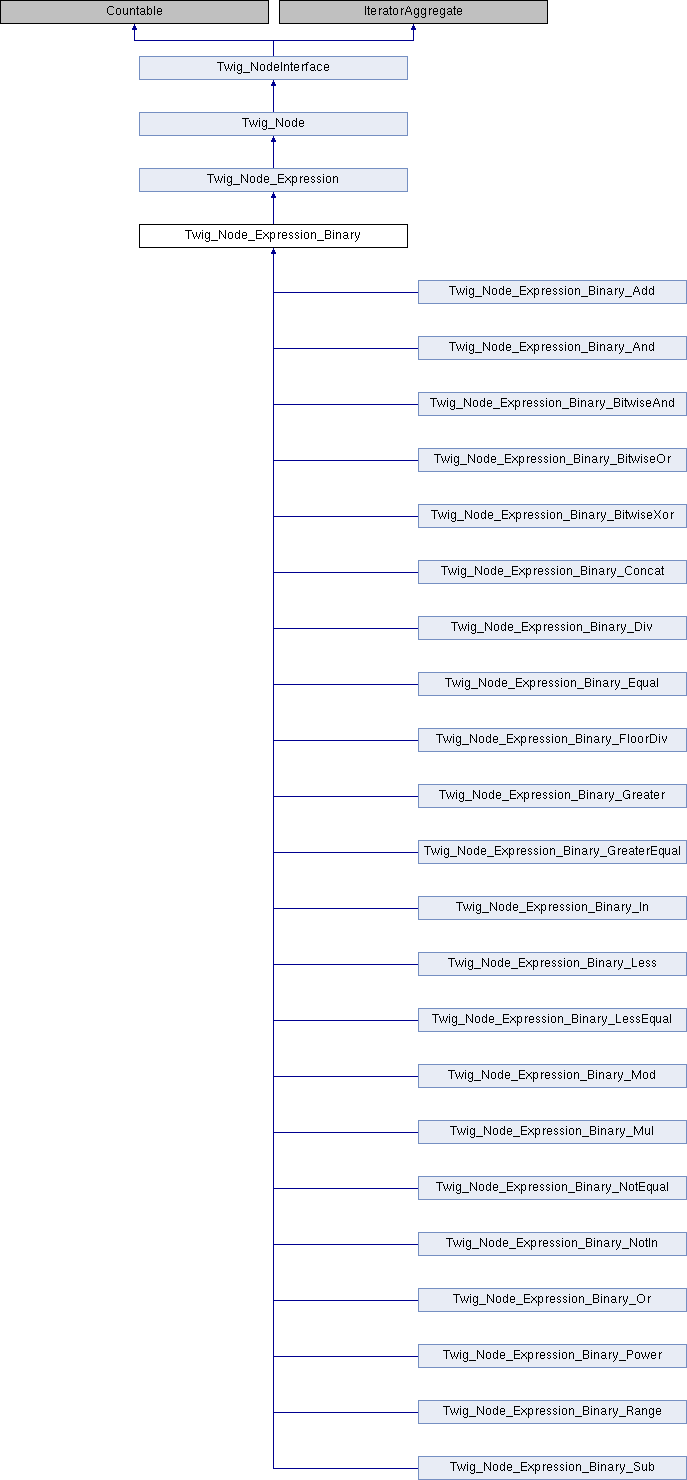 Countable
IteratorAggregate
Twig_NodeInterface
Twig_Node
Twig_Node_Expression
Twig_Node_Expression_Binary
Twig_Node_Expression_Binary_Add
Twig_Node_Expression_Binary_And
Twig_Node_Expression_Binary_BitwiseAnd
Twig_Node_Expression_Binary_BitwiseOr
Twig_Node_Expression_Binary_BitwiseXor
Twig_Node_Expression_Binary_Concat
Twig_Node_Expression_Binary_Div
Twig_Node_Expression_Binary_Equal
Twig_Node_Expression_Binary_FloorDiv
Twig_Node_Expression_Binary_Greater
Twig_Node_Expression_Binary_GreaterEqual
Twig_Node_Expression_Binary_In
Twig_Node_Expression_Binary_Less
Twig_Node_Expression_Binary_LessEqual
Twig_Node_Expression_Binary_Mod
Twig_Node_Expression_Binary_Mul
Twig_Node_Expression_Binary_NotEqual
Twig_Node_Expression_Binary_NotIn
Twig_Node_Expression_Binary_Or
Twig_Node_Expression_Binary_Power
Twig_Node_Expression_Binary_Range
Twig_Node_Expression_Binary_Sub